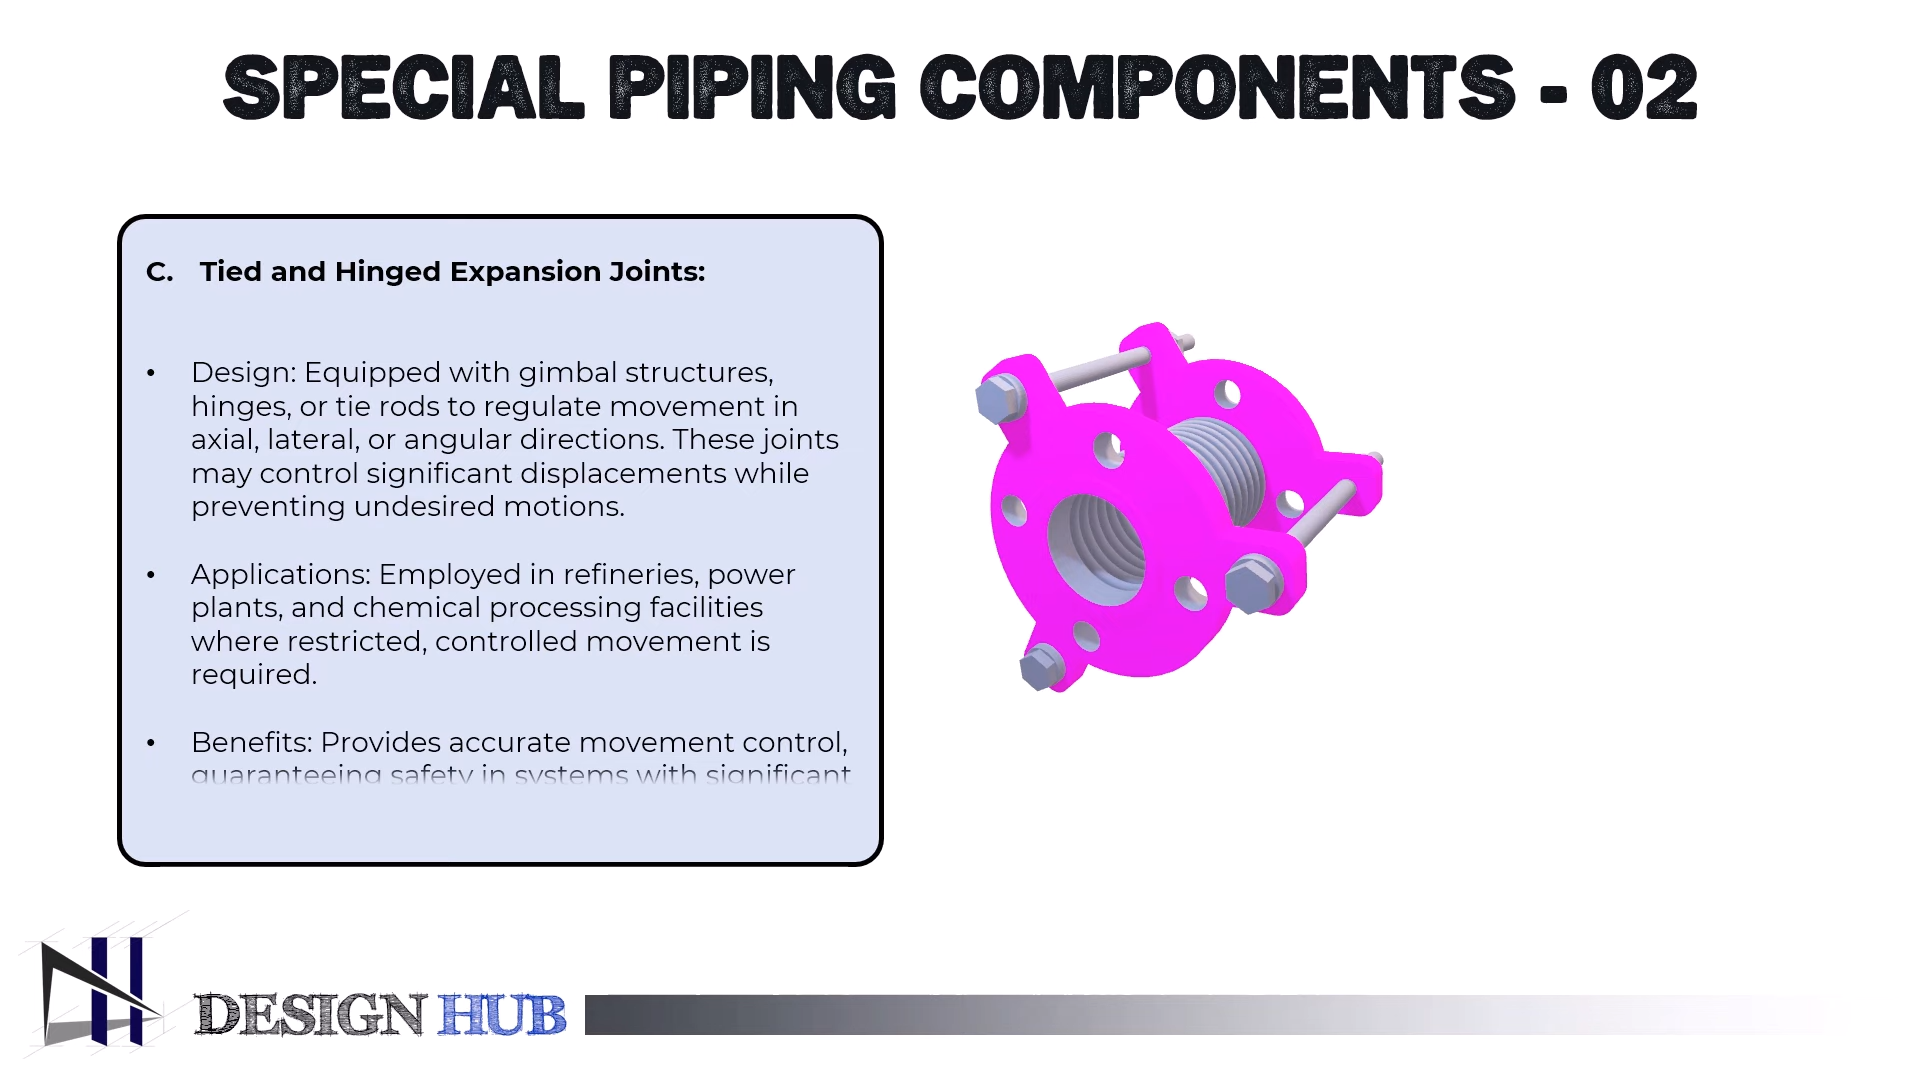 SPECIAL PIPING COMPONENTS - 02
C. Tied and Hinged Expansion Joints:
• Design: Equipped with gimbal structures,
hinges, or tie rods to regulate movement in
axial, lateral, or angular directions. These joints
may control significant displacements while
preventing undesired motions.
• Applications: Employed in refineries, power
plants, and chemical processing facilities
where restricted, controlled movement is
required.
• Benefits: Provides accurate movement control,
guaranteeing safety in systems with significant
DESIGN HUB